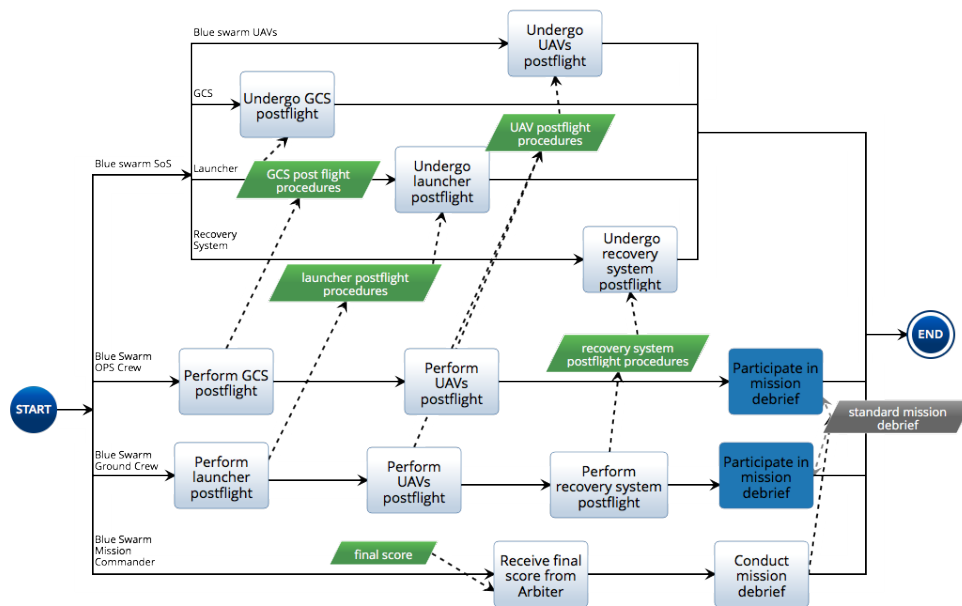 Blue swarm UAVs
Undergo
UAVs
postflight
GCS
Undergo GCS
postflight
UAV postflight
procedures
Blue swarm SoS
Launcher
GCS post flight
procedures
Undergo
launcher
postflight
Recovery
System
Undergo
recovery
system
postflight
launcher postflight
procedures
END
recovery system
postflight procedures
Blue Swarm
OPS Crew
Perform GCS
postflight
Perform
UAVs
postflight
Participate in
mission
debrief
START
standard mission
debrief
Blue Swarm
Ground Crew
Perform
launcher
postflight
Perform
UAVs
postflight
Perform
recovery system
postflight
Participate in
mission
debrief
Blue Swarm
Mission
Commander
final score
Receive final
score from
Arbiter
Conduct
mission
debrief